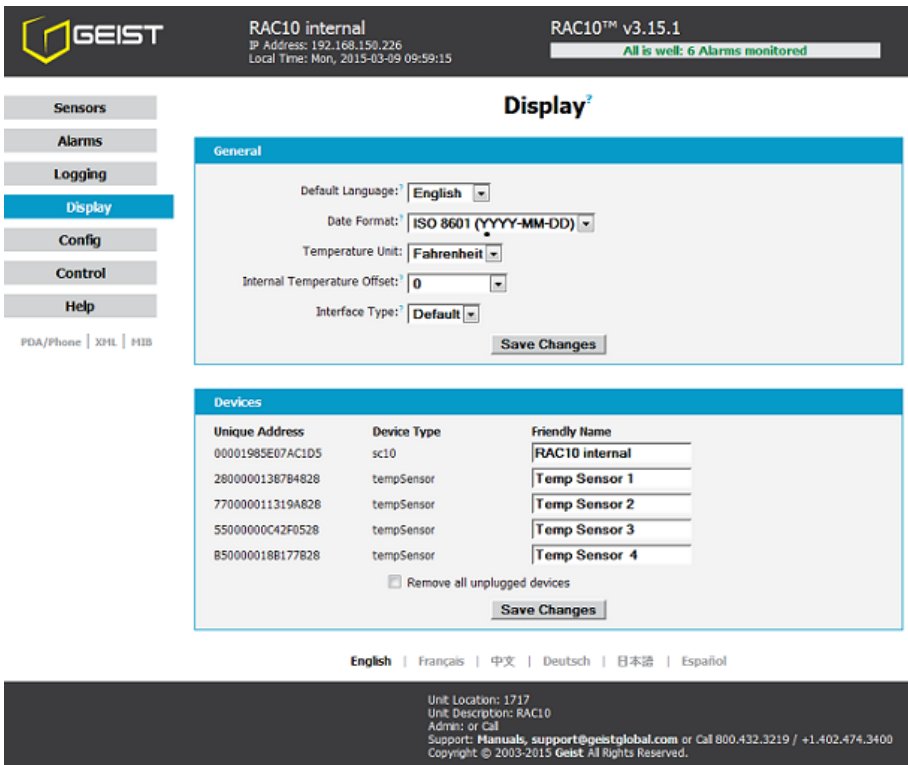 GEIST
RAC10 internal
IP Address: 192.168.150.226
Local Time: Mon, 2015-03-09 09:59:15
RAC10™ v3.15.1
All is well: 6 Alarms monitored
Sensors
Alarms
Logging
Display
Config
Control
Help
PDA/Phone | XML | MIB
Display?
General
Default Language:? English
Date Format:? ISO 8601 (YYYY-MM-DD)
Temperature Unit: Fahrenheit
Internal Temperature Offset:? 0
Interface Type:? Default
Save Changes
Devices
Unique Address Device Type Friendly Name
00001985E07AC1D5 sc10 RAC10 internal
28000001387B4828 tempSensor Temp Sensor 1
770000011319A828 tempSensor Temp Sensor 2
55000000C42F0528 tempSensor Temp Sensor 3
B50000018B177B28 tempSensor Temp Sensor 4
Remove all unplugged devices
Save Changes
English | Français | 中文 | Deutsch | 日本語 | Español
Unit Location: 1717
Unit Description: RAC10
Admin: or Call
Support: Manuals, support@geistglobal.com or Call 800.432.3219 / +1.402.474.3400
Copyright © 2003-2015 Geist All Rights Reserved.